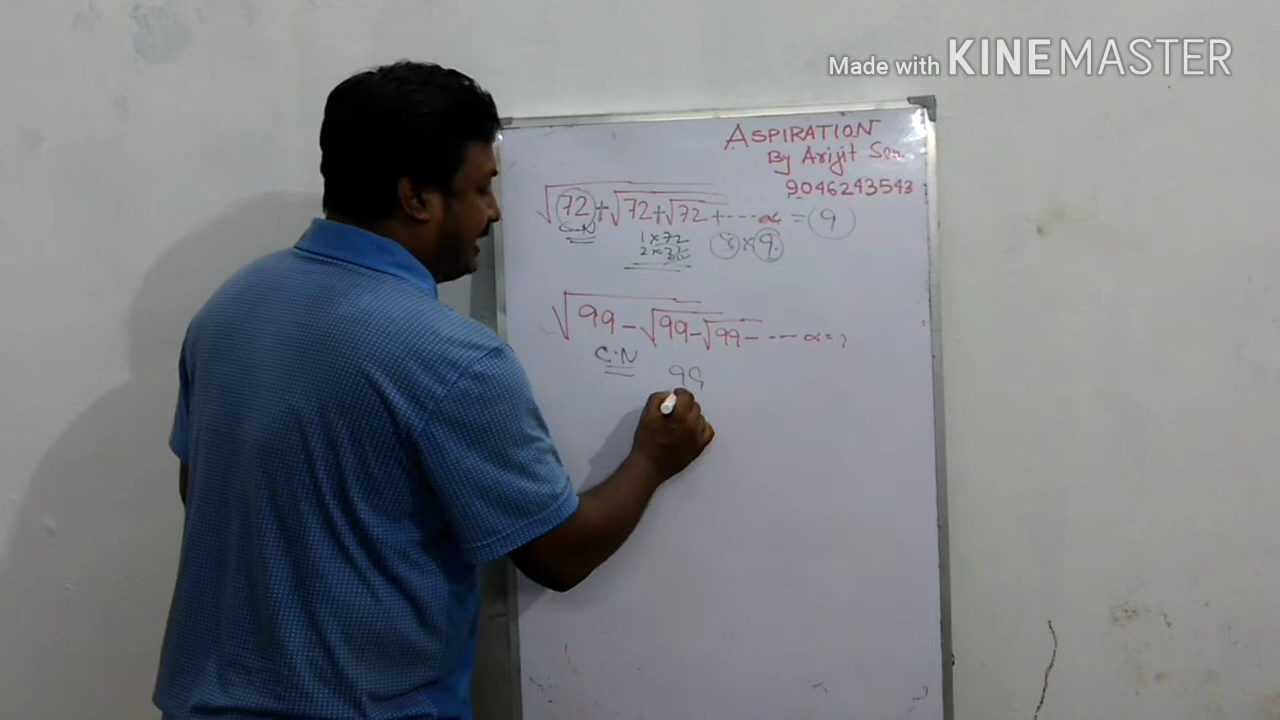 Made with KINEMASTER
ASPIRATION
By Arijit Sen.
9046243543
√72+√72+√72+----∝ = 9
C.N 1×72 8×9
2×36
√99-√99-√99- ---- ∝=?
C.N
99